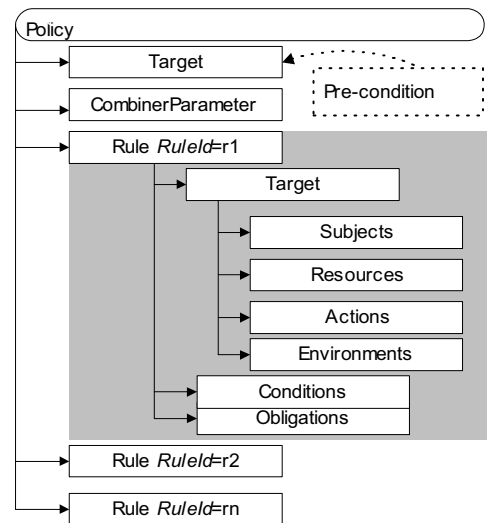 Policy
Target
Pre-condition
CombinerParameter
Rule RuleId=r1
Target
Subjects
Resources
Actions
Environments
Conditions
Obligations
Rule RuleId=r2
Rule RuleId=rn